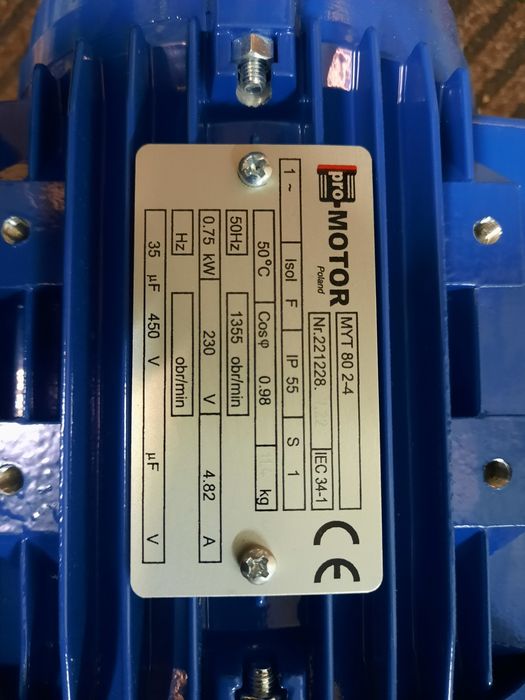 pro MOTOR
Poland
MYT 80 2-4
Nr.221228. IEC 34-1
CE
1 ~ Isol F IP 55 S 1
50°C Cosφ 0.98 kg
50Hz 1355 obr/min
0.75 kW 230 V 4.82 A
Hz obr/min
35 µF 450 V µF V